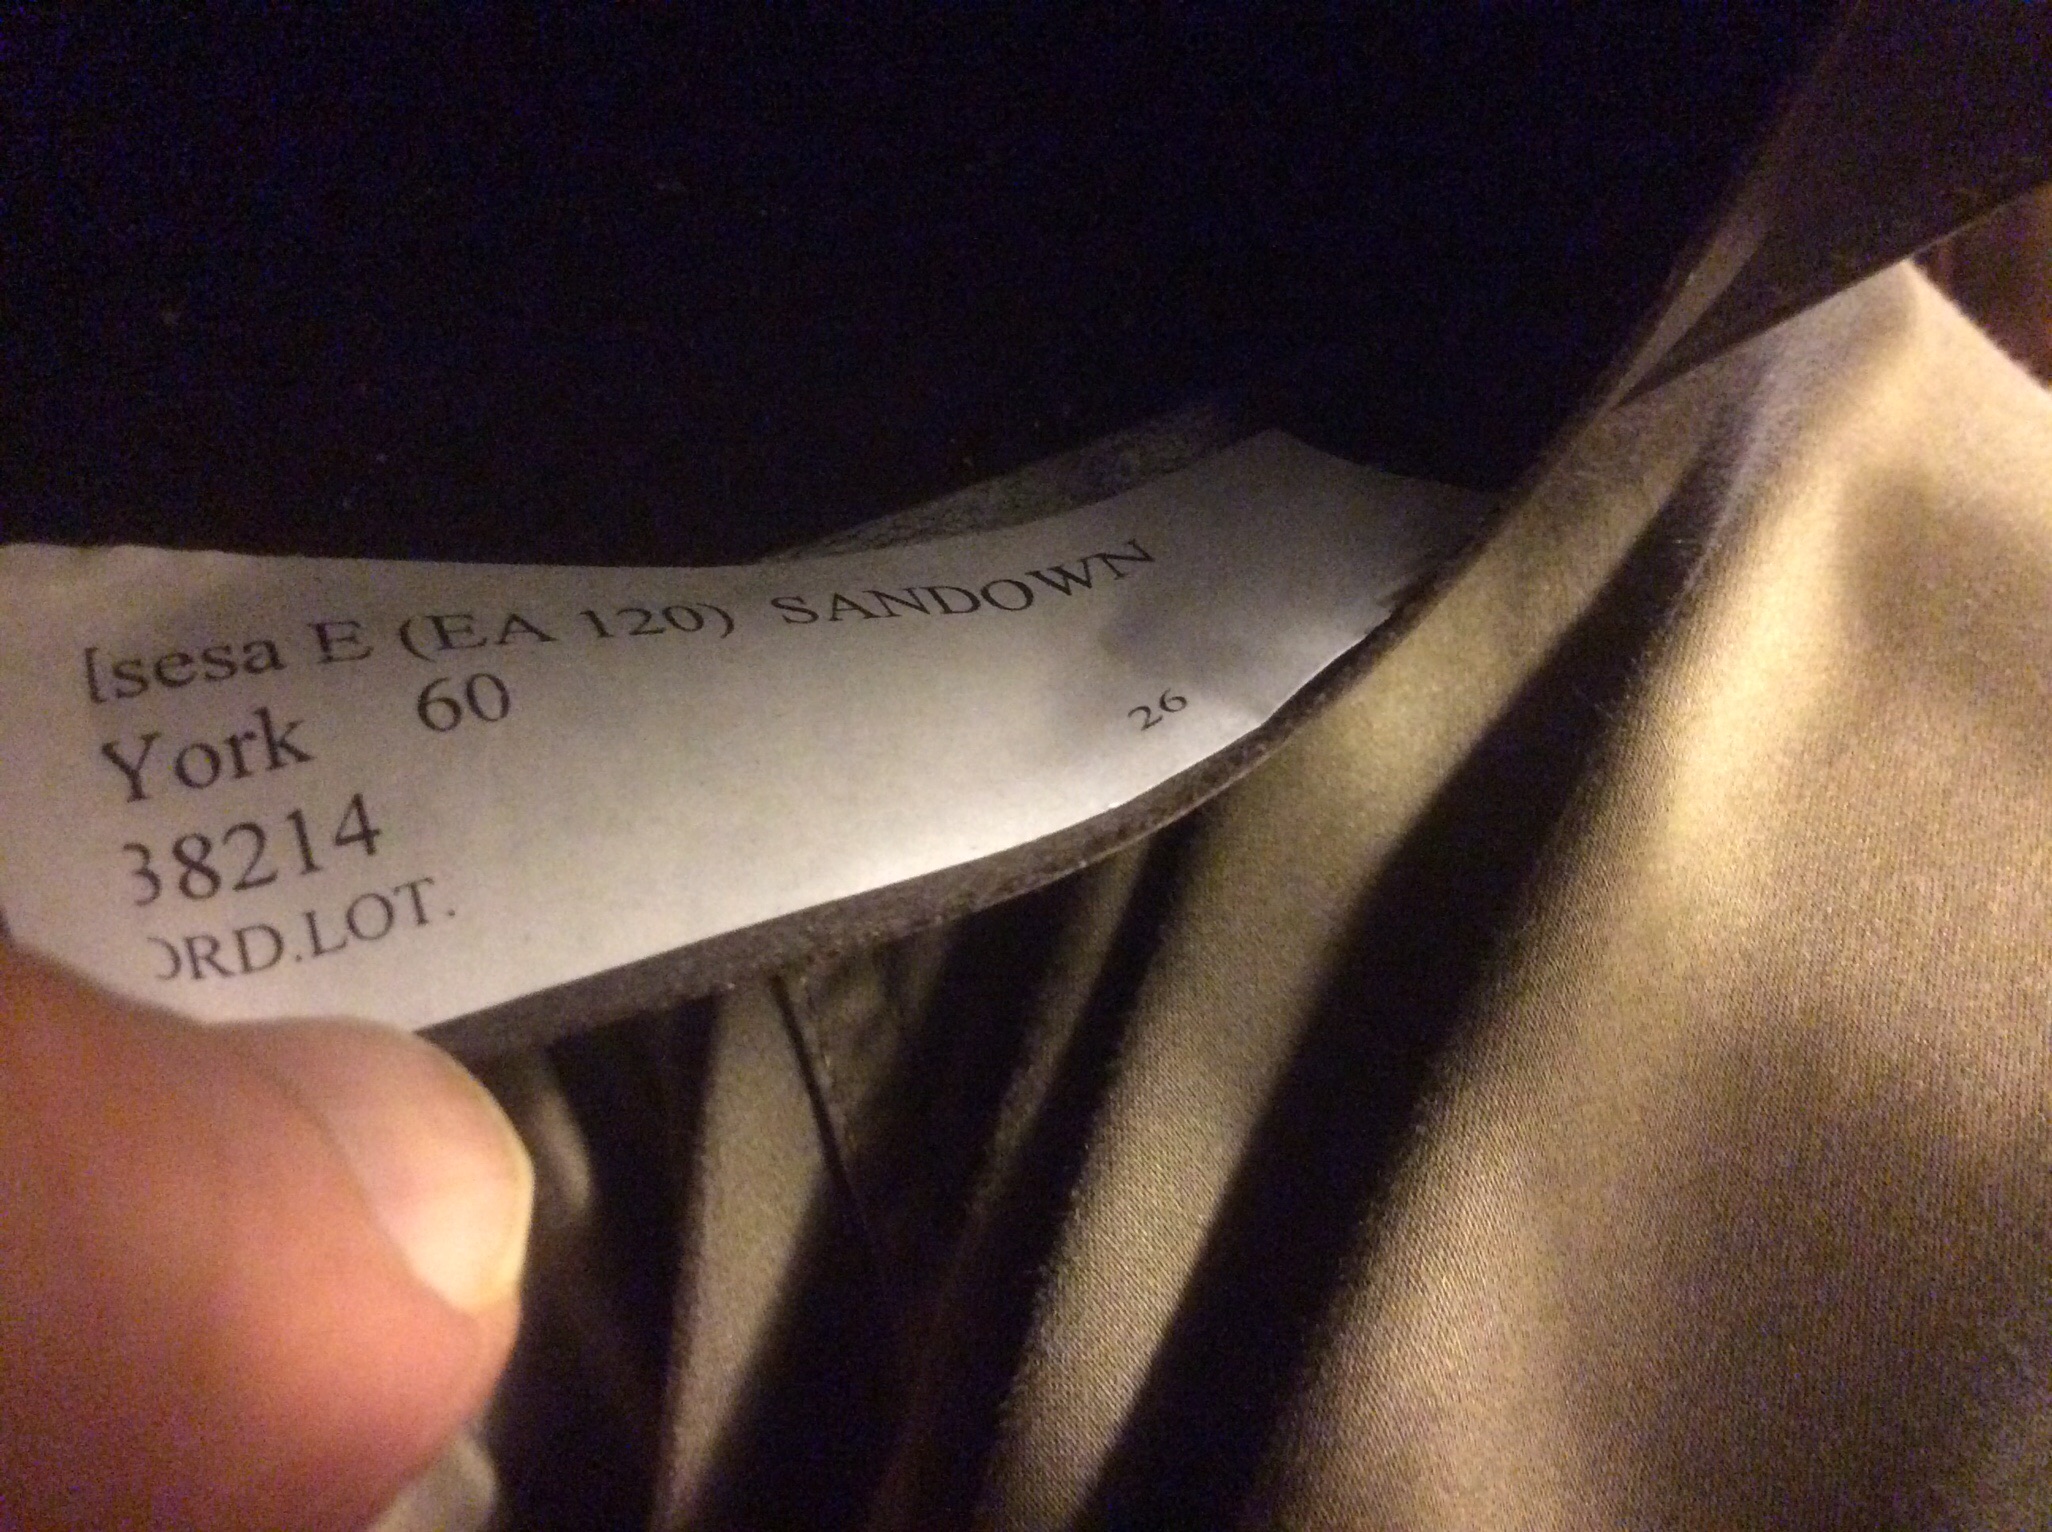 [sesa E (EA 120) SANDOWN
York 60
26
38214
ORD.LOT.